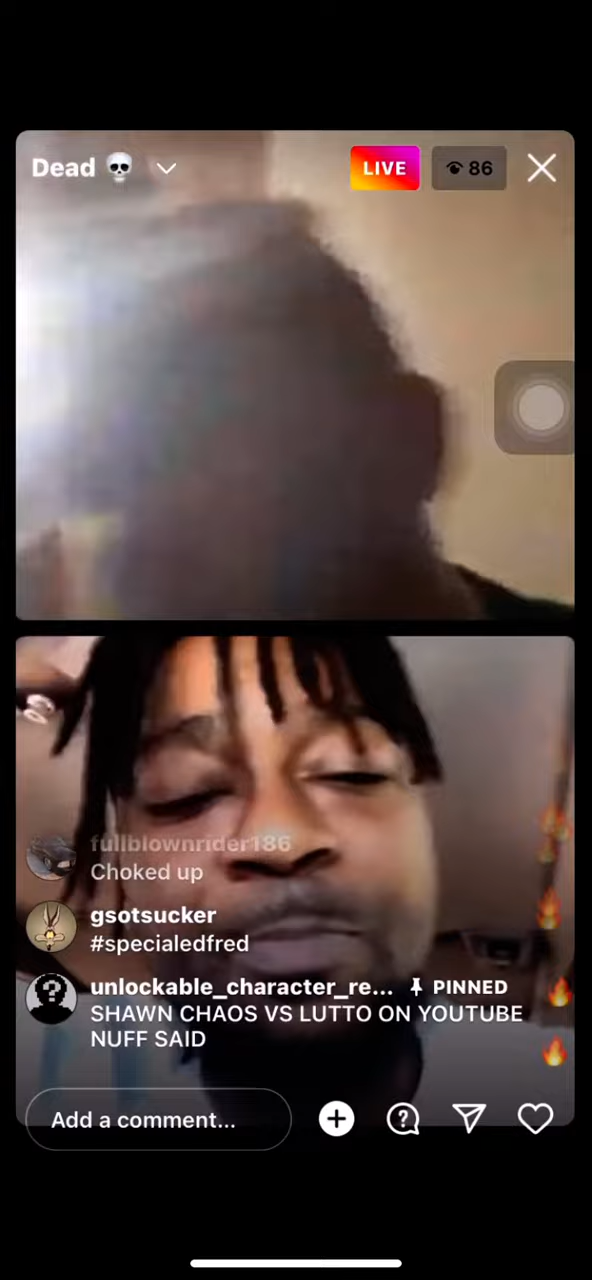 Dead 💀
LIVE
86
fullblownrider186
Choked up
gsotsucker
#specialedfred
unlockable_character_re... PINNED
SHAWN CHAOS VS LUTTO ON YOUTUBE
NUFF SAID
Add a comment...